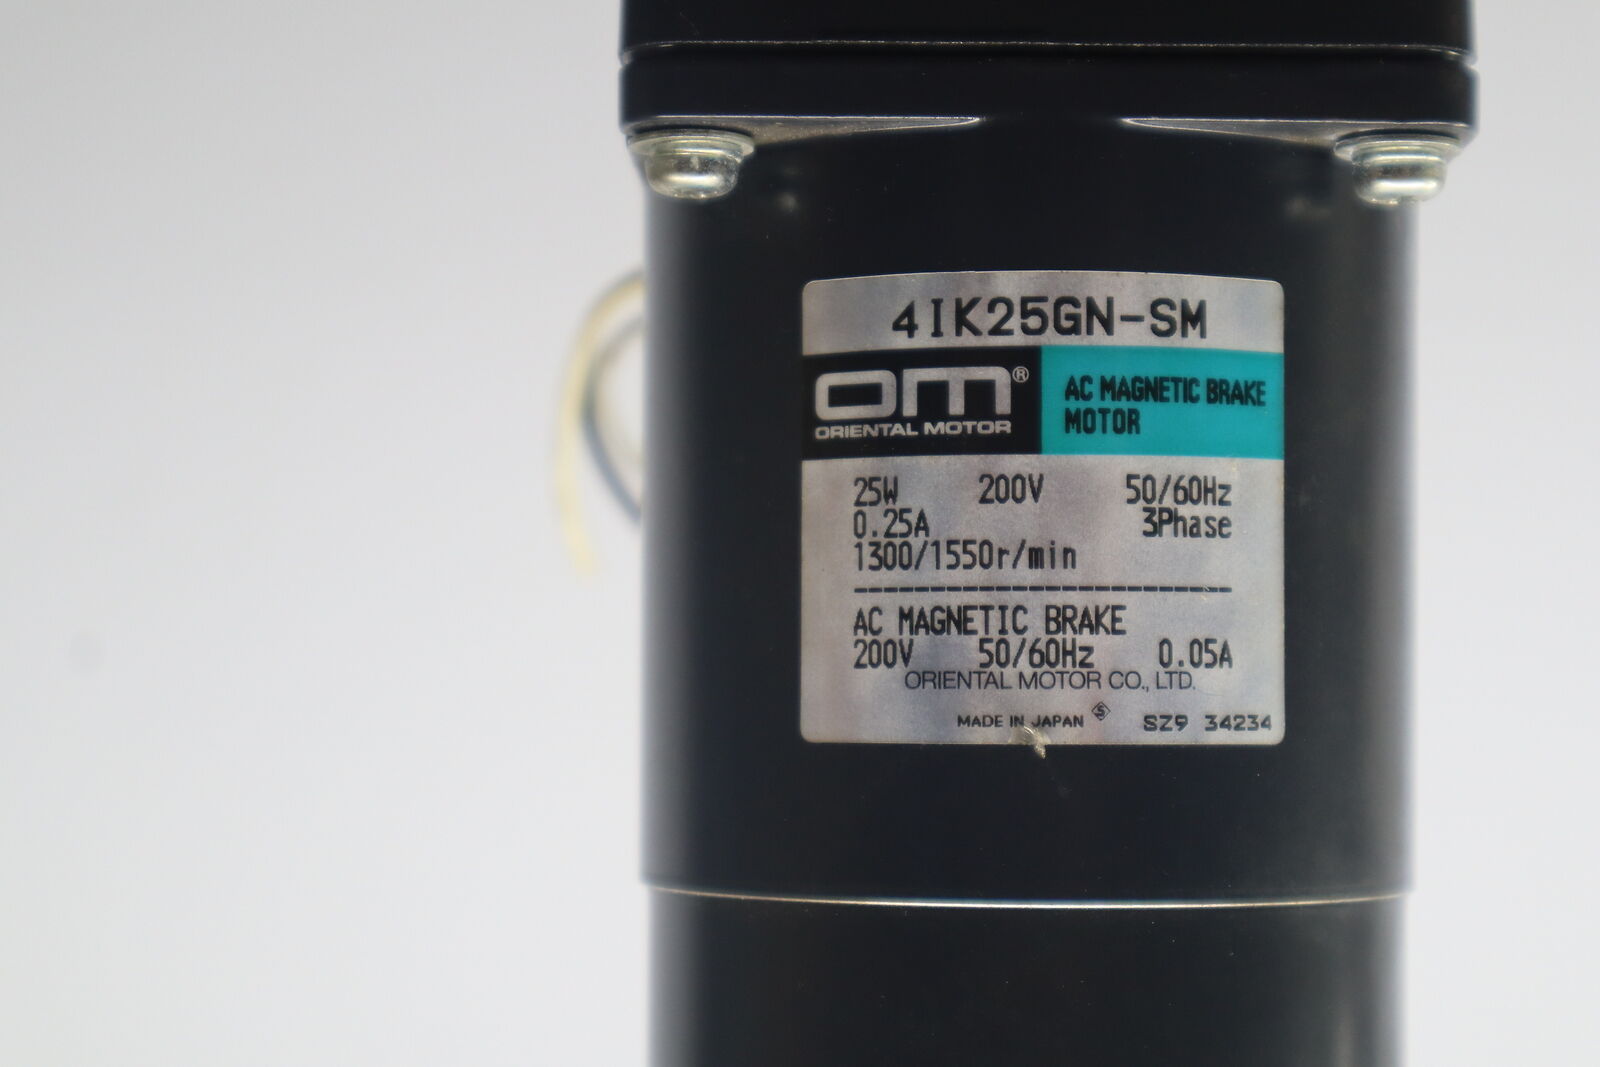 4IK25GN-SM
OM®
ORIENTAL MOTOR
AC MAGNETIC BRAKE
MOTOR
25W 200V 50/60Hz
0.25A 3Phase
1300/1550r/min
AC MAGNETIC BRAKE
200V 50/60Hz 0.05A
ORIENTAL MOTOR CO., LTD.
MADE IN JAPAN S SZ9 34234